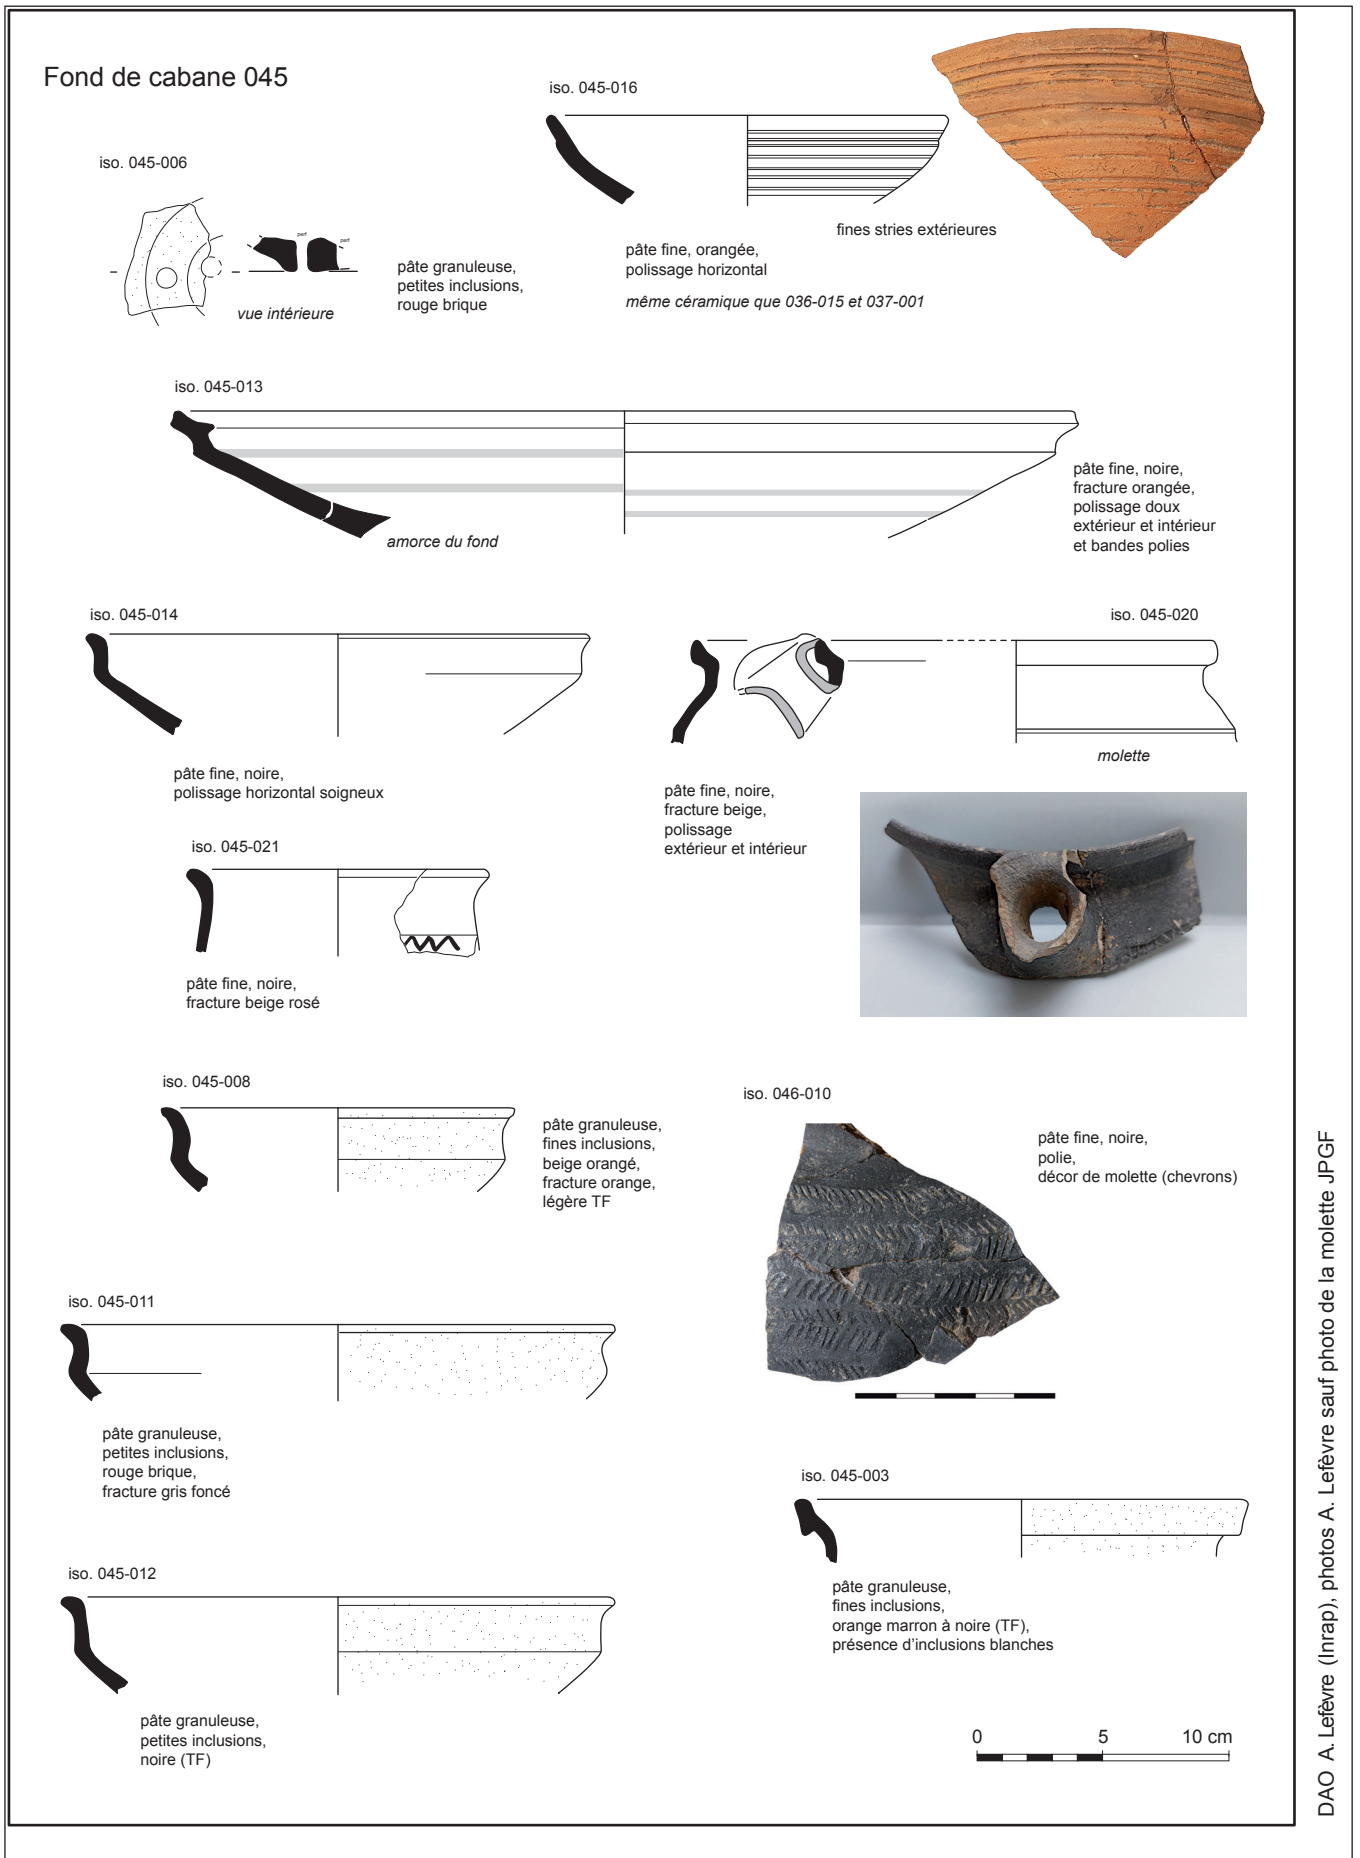 Fond de cabane 045
iso. 045-016
iso. 045-006
perf
perf
vue intérieure
pâte granuleuse,
petites inclusions,
rouge brique
fines stries extérieures
pâte fine, orangée,
polissage horizontal
même céramique que 036-015 et 037-001
iso. 045-013
amorce du fond
pâte fine, noire,
fracture orangée,
polissage doux
extérieur et intérieur
et bandes polies
iso. 045-014
pâte fine, noire,
polissage horizontal soigneux
iso. 045-020
molette
pâte fine, noire,
fracture beige,
polissage
extérieur et intérieur
iso. 045-021
pâte fine, noire,
fracture beige rosé
iso. 045-008
pâte granuleuse,
fines inclusions,
beige orangé,
fracture orange,
légère TF
iso. 046-010
pâte fine, noire,
polie,
décor de molette (chevrons)
iso. 045-011
pâte granuleuse,
petites inclusions,
rouge brique,
fracture gris foncé
iso. 045-003
pâte granuleuse,
fines inclusions,
orange marron à noire (TF),
présence d'inclusions blanches
iso. 045-012
pâte granuleuse,
petites inclusions,
noire (TF)
0 5 10 cm
DAO A. Lefèvre (Inrap), photos A. Lefèvre sauf photo de la molette JPGF